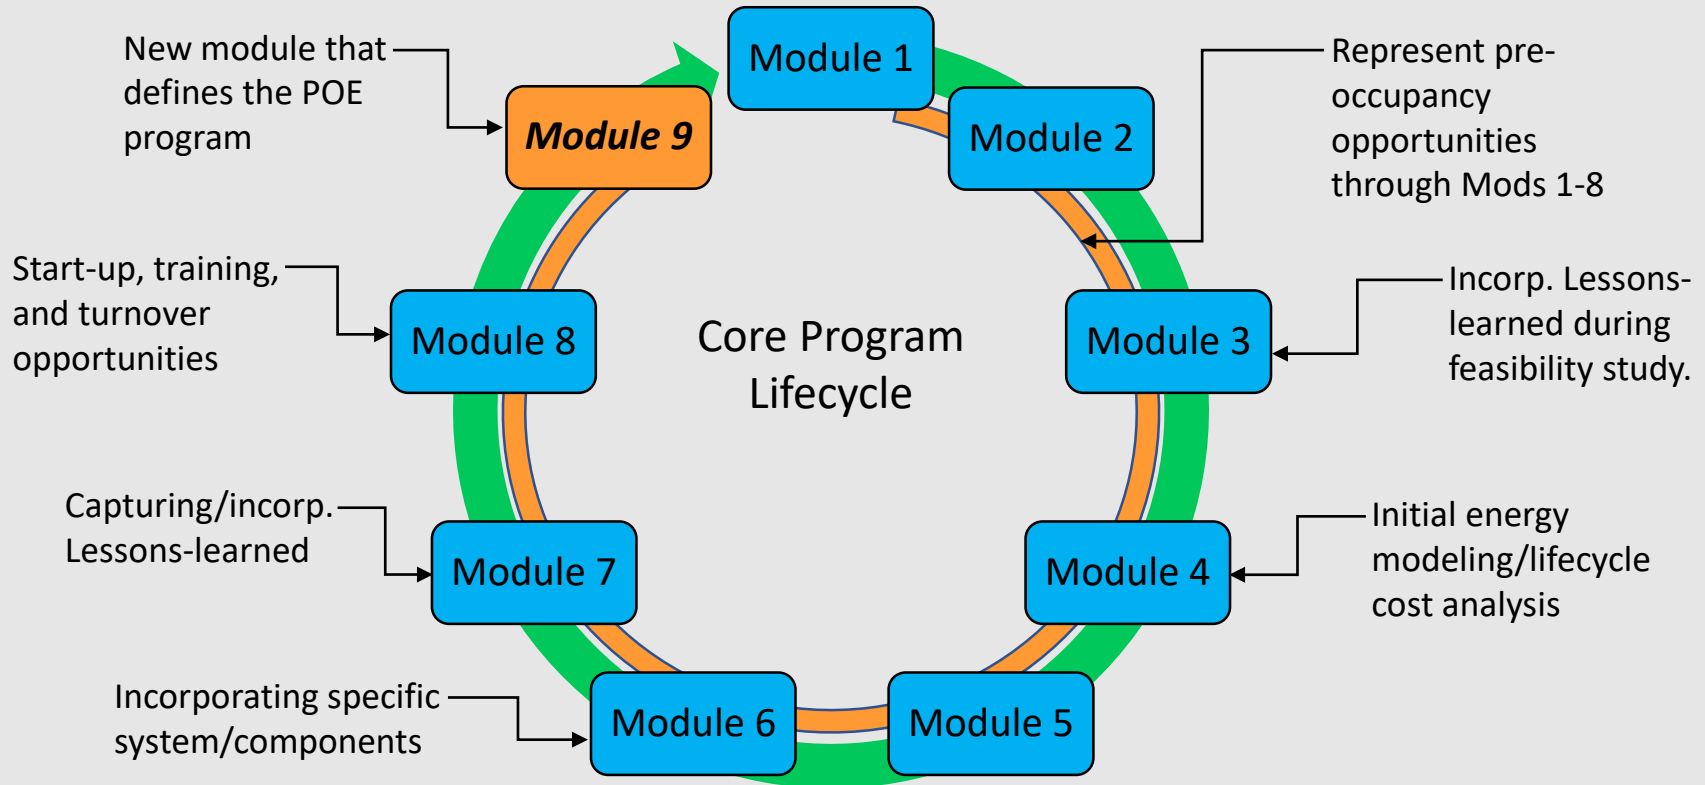 New module that
defines the POE
program
Module 1
Represent pre-
occupancy
opportunities
through Mods 1-8
Module 9
Module 2
Start-up, training,
and turnover
opportunities
Module 8
Core Program
Lifecycle
Module 3
Incorp. Lessons-
learned during
feasibility study.
Capturing/incorp.
Lessons-learned
Module 7
Module 4
Initial energy
modeling/lifecycle
cost analysis
Incorporating specific
system/components
Module 6
Module 5